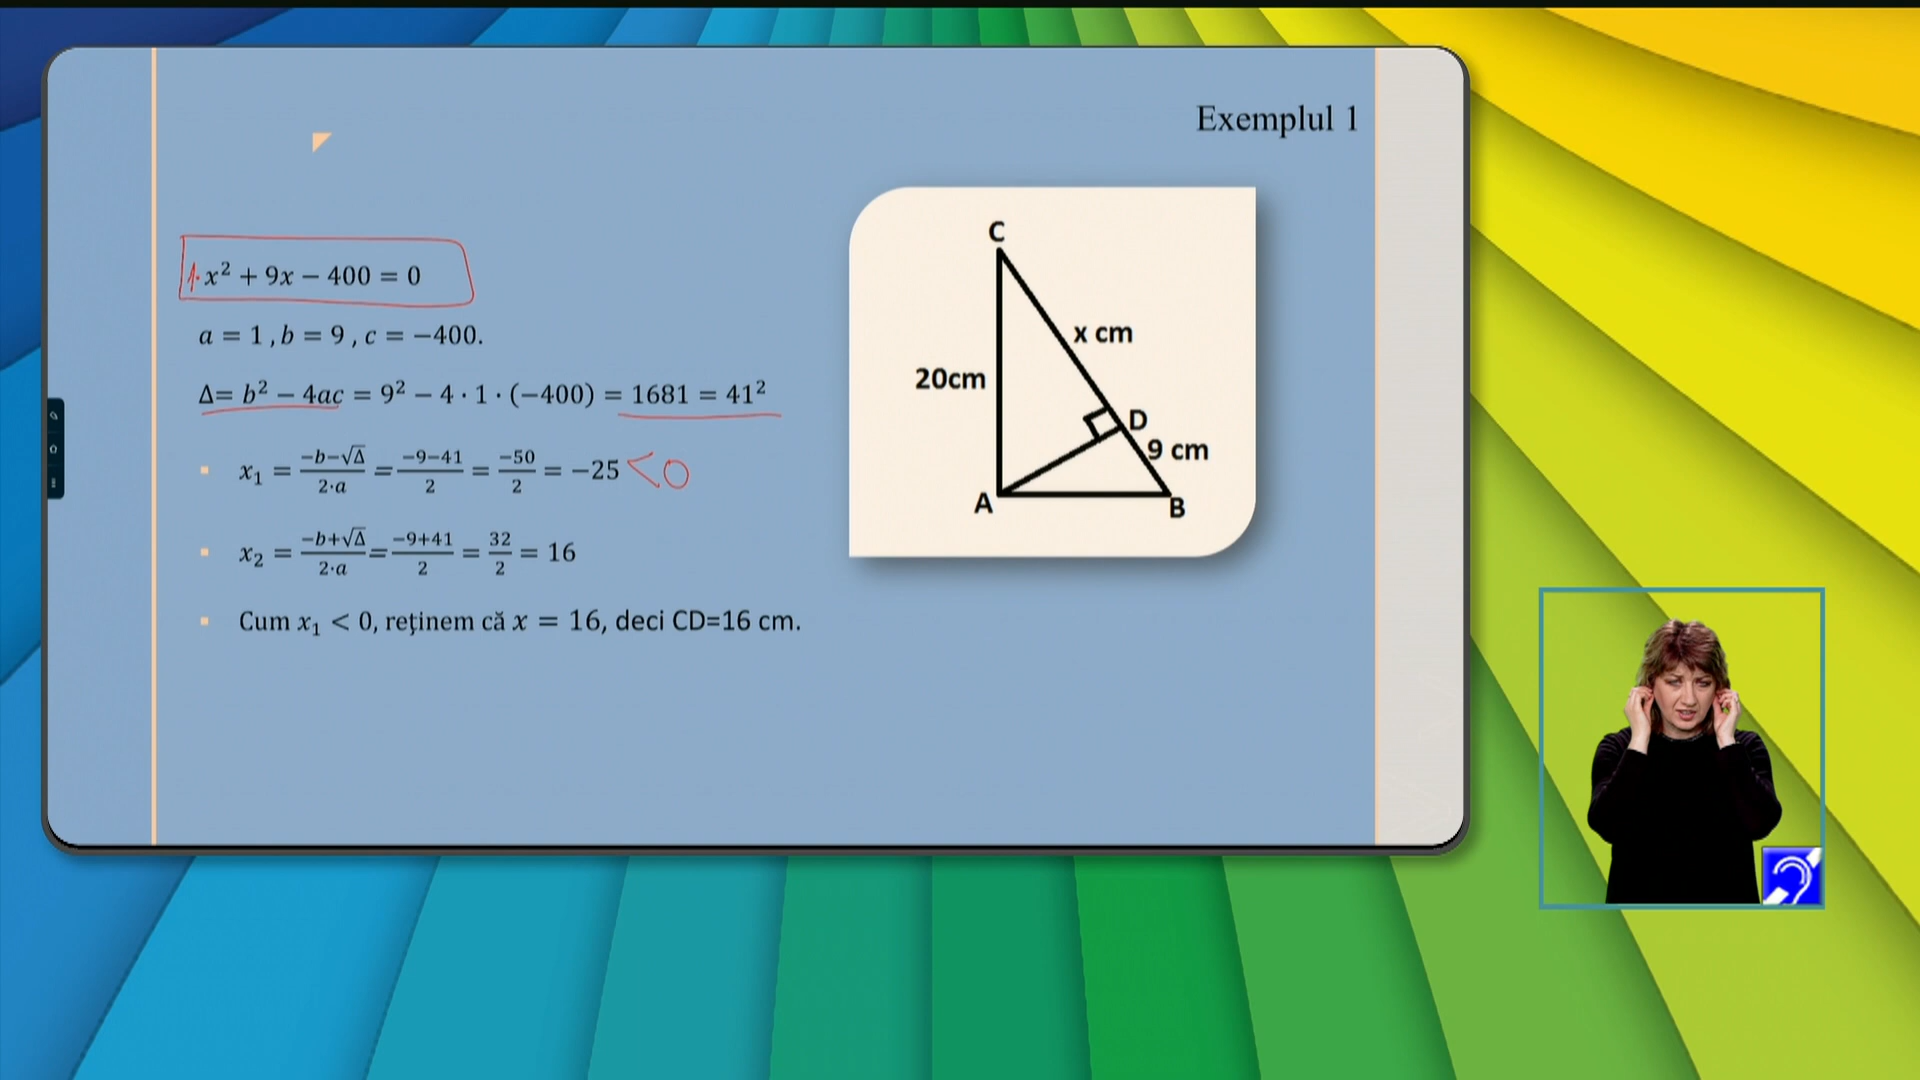 Exemplul 1
1·x² + 9x − 400 = 0
a = 1 , b = 9 , c = −400.
Δ= b² − 4ac = 9² − 4 · 1 · (−400) = 1681 = 41²
▪ x₁ = (−b−√Δ)/(2·a) = (−9−41)/2 = (−50)/2 = −25 < 0
▪ x₂ = (−b+√Δ)/(2·a) = (−9+41)/2 = 32/2 = 16
▪ Cum x₁ < 0, reţinem că x = 16, deci CD=16 cm.
C
x cm
20cm
D
9 cm
A
B